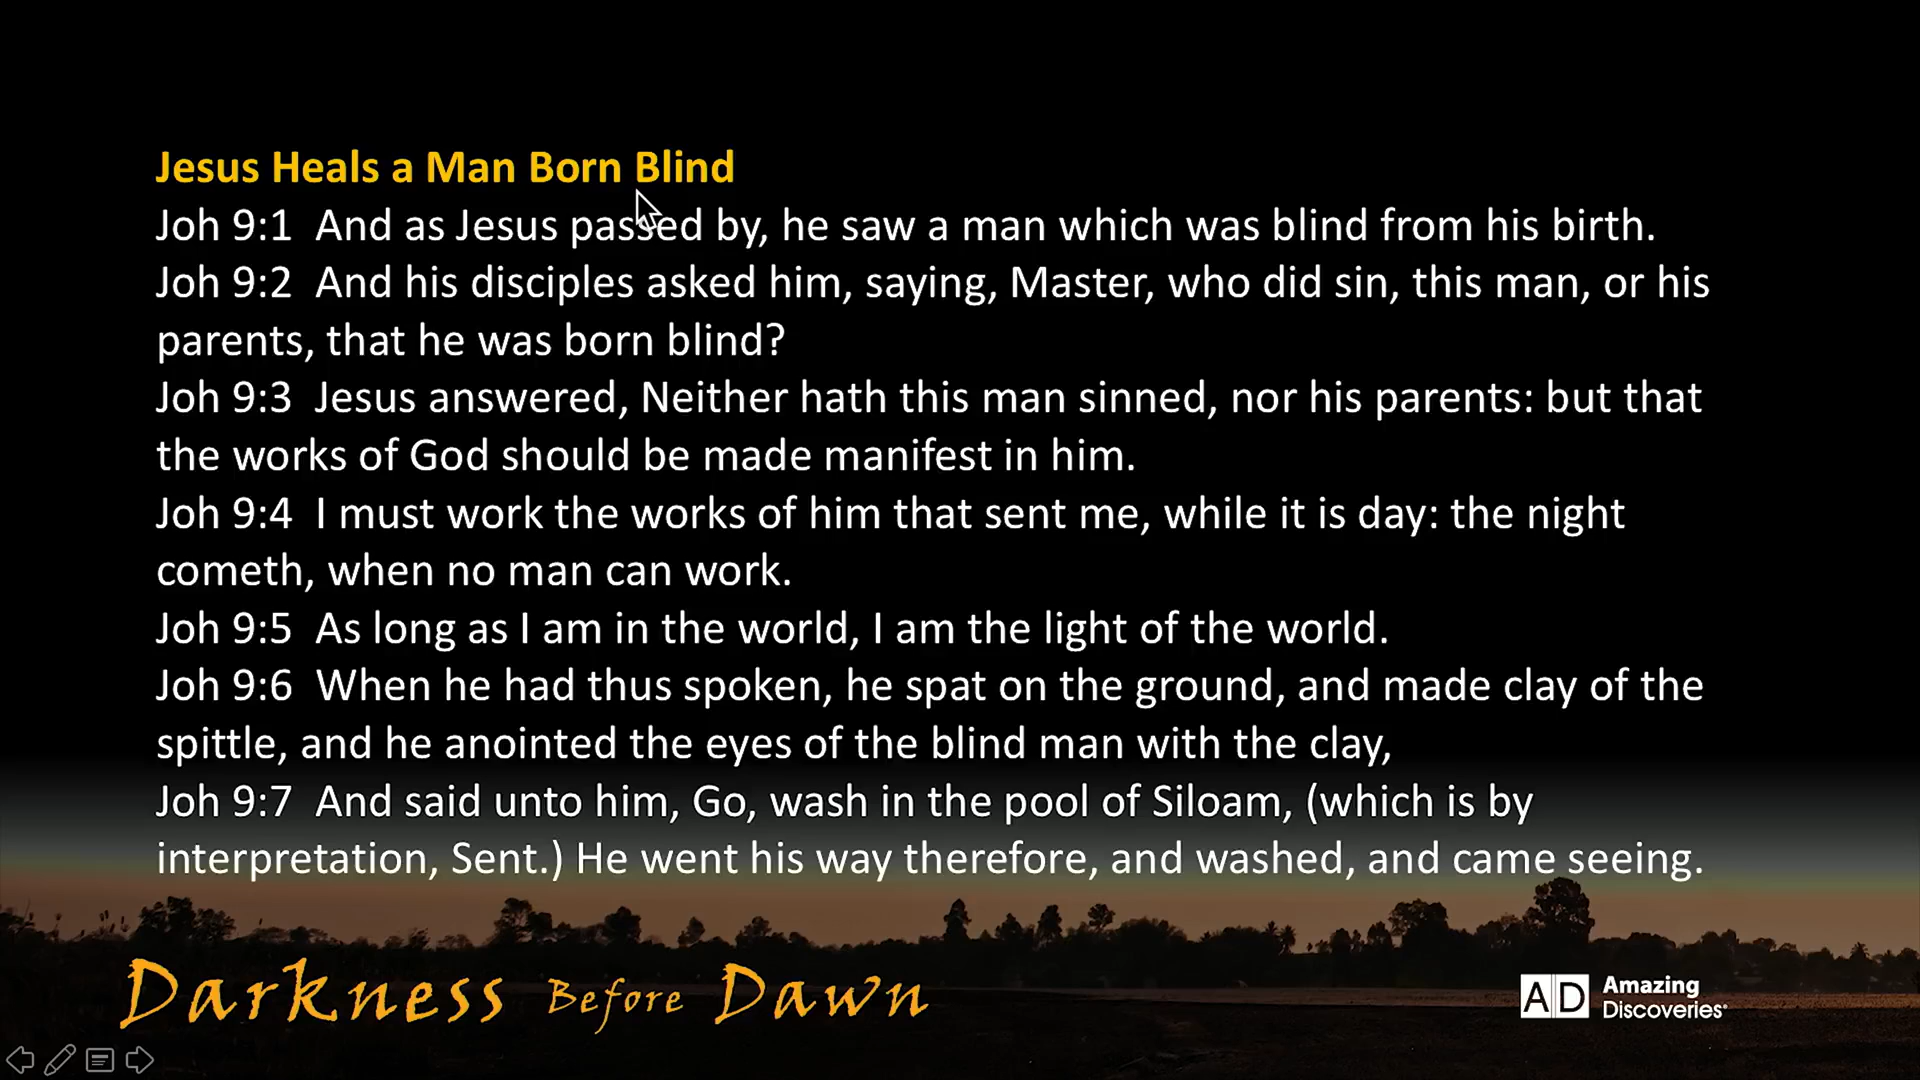 Jesus Heals a Man Born Blind
Joh 9:1  And as Jesus passed by, he saw a man which was blind from his birth.
Joh 9:2  And his disciples asked him, saying, Master, who did sin, this man, or his
parents, that he was born blind?
Joh 9:3  Jesus answered, Neither hath this man sinned, nor his parents: but that
the works of God should be made manifest in him.
Joh 9:4  I must work the works of him that sent me, while it is day: the night
cometh, when no man can work.
Joh 9:5  As long as I am in the world, I am the light of the world.
Joh 9:6  When he had thus spoken, he spat on the ground, and made clay of the
spittle, and he anointed the eyes of the blind man with the clay,
Joh 9:7  And said unto him, Go, wash in the pool of Siloam, (which is by
interpretation, Sent.) He went his way therefore, and washed, and came seeing.
Darkness Before Dawn
AD Amazing
Discoveries